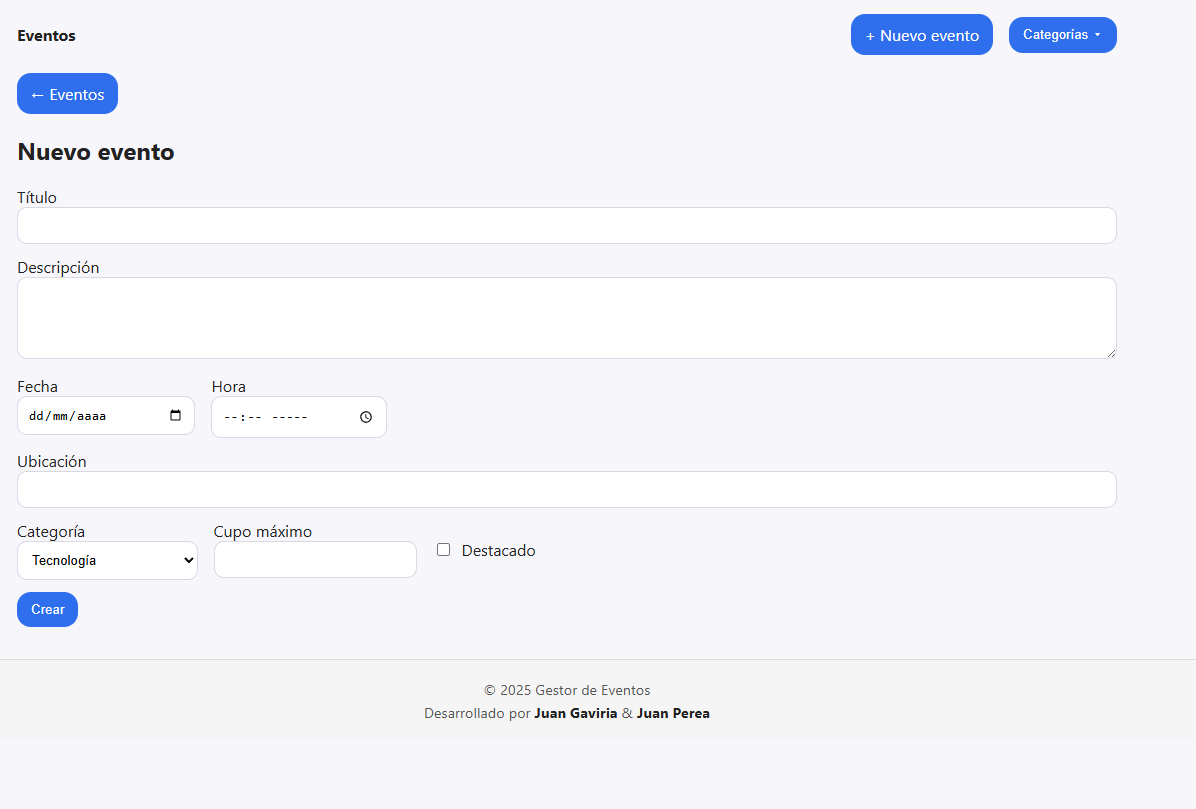 Eventos
+ Nuevo evento
Categorías
← Eventos
Nuevo evento
Título
Descripción
Fecha
Hora
dd/mm/aaaa
--:-- -----
Ubicación
Categoría
Cupo máximo
Tecnología
Destacado
Crear
© 2025 Gestor de Eventos
Desarrollado por Juan Gaviria & Juan Perea